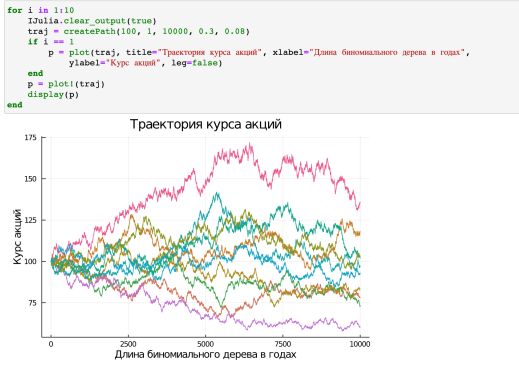 for i in 1:10
IJulia.clear_output(true)
traj = createPath(100, 1, 10000, 0.3, 0.08)
if i == 1
p = plot(traj, title="Траектория курса акций", xlabel="Длина биномиального дерева в годах",
ylabel="Курс акций", leg=false)
end
p = plot!(traj)
display(p)
end
Траектория курса акций
175
150
125
100
75
Курс акций
0 2500 5000 7500 10000
Длина биномиального дерева в годах